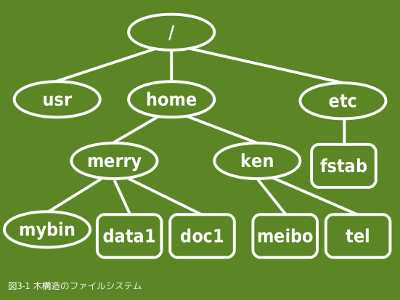 /
usr
home
etc
merry
ken
fstab
mybin
data1
doc1
meibo
tel
図3-1 木構造のファイルシステム